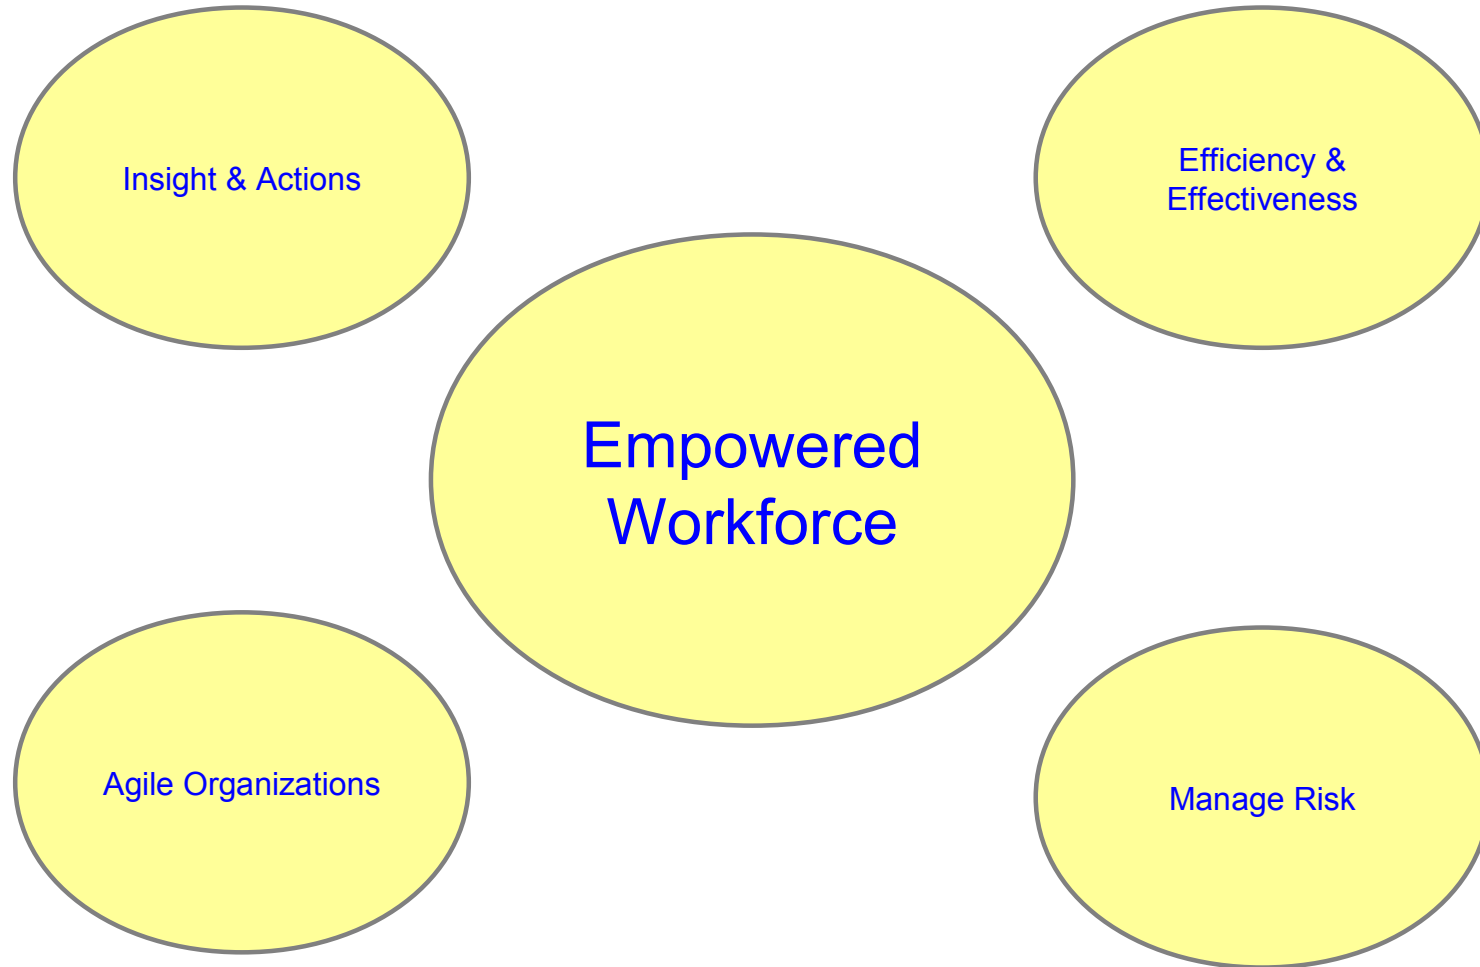 Insight & Actions
Efficiency &
Effectiveness
Empowered
Workforce
Agile Organizations
Manage Risk